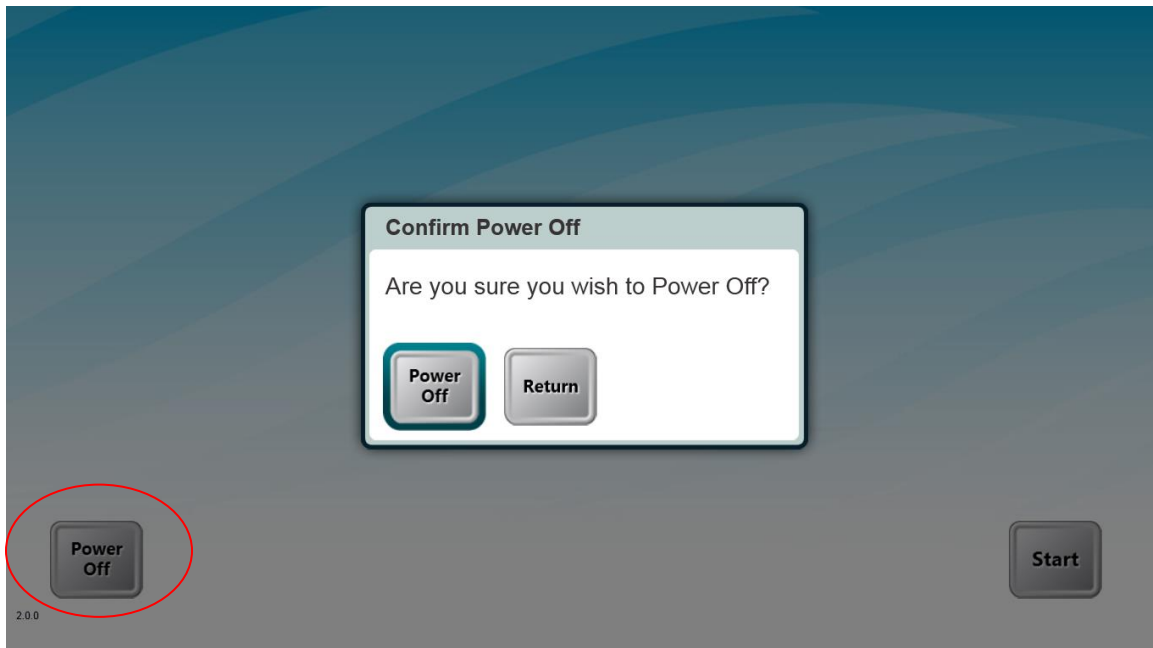 Confirm Power Off
Are you sure you wish to Power Off?
Power
Off
Return
Power
Off
Start
2.0.0